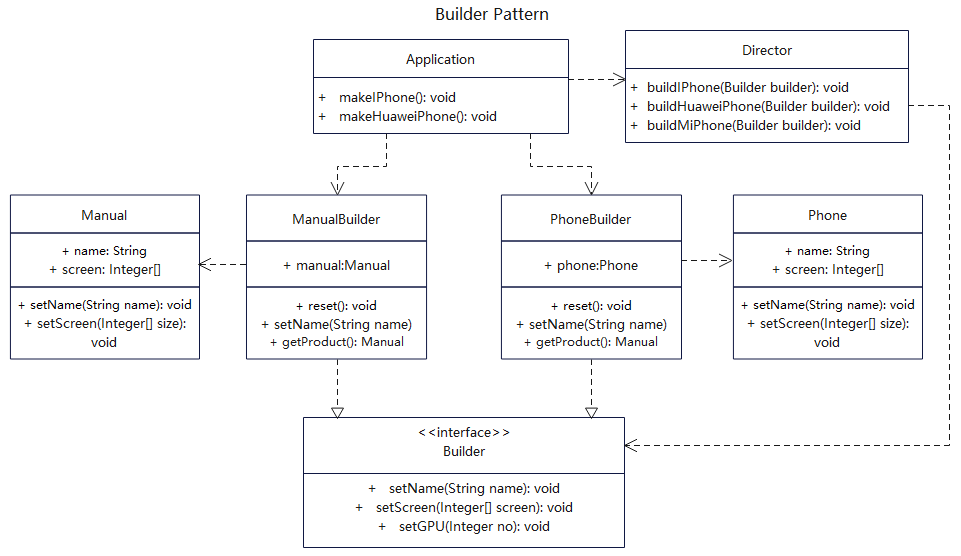 Builder Pattern
Application
+ makeIPhone(): void
+ makeHuaweiPhone(): void
Director
+ buildIPhone(Builder builder): void
+ buildHuaweiPhone(Builder builder): void
+ buildMiPhone(Builder builder): void
Manual
+ name: String
+ screen: Integer[]
+ setName(String name): void
+ setScreen(Integer[] size):
void
ManualBuilder
+ manual:Manual
+ reset(): void
+ setName(String name)
+ getProduct(): Manual
PhoneBuilder
+ phone:Phone
+ reset(): void
+ setName(String name)
+ getProduct(): Manual
Phone
+ name: String
+ screen: Integer[]
+ setName(String name): void
+ setScreen(Integer[] size):
void
<<interface>>
Builder
+ setName(String name): void
+ setScreen(Integer[] screen): void
+ setGPU(Integer no): void